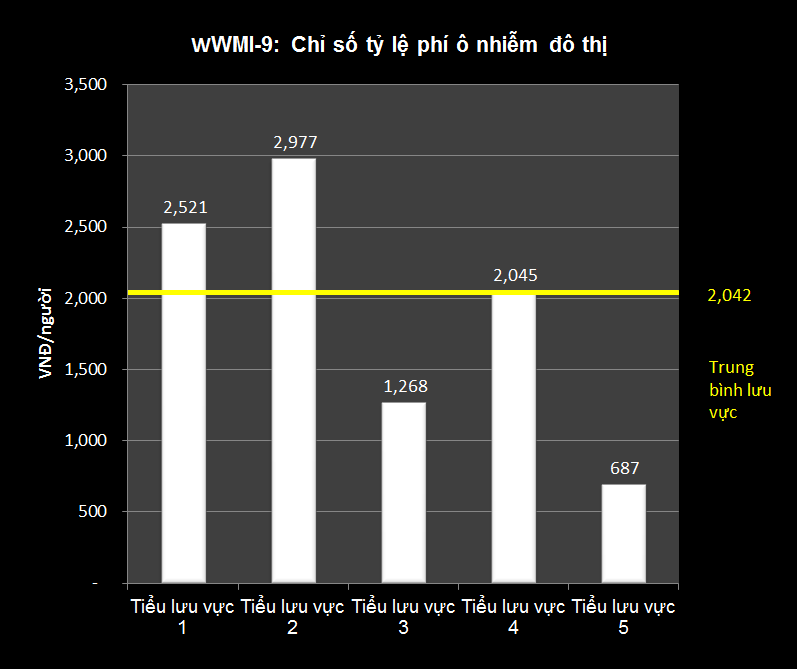 WWMI-9: Chỉ số tỷ lệ phí ô nhiễm đô thị
3,500
3,000
2,500
2,000
1,500
1,000
500
-
VNĐ/người
2,521
2,977
1,268
2,045
687
2,042
Trung
bình lưu
vực
Tiểu lưu vực
1
Tiểu lưu vực
2
Tiểu lưu vực
3
Tiểu lưu vực
4
Tiểu lưu vực
5